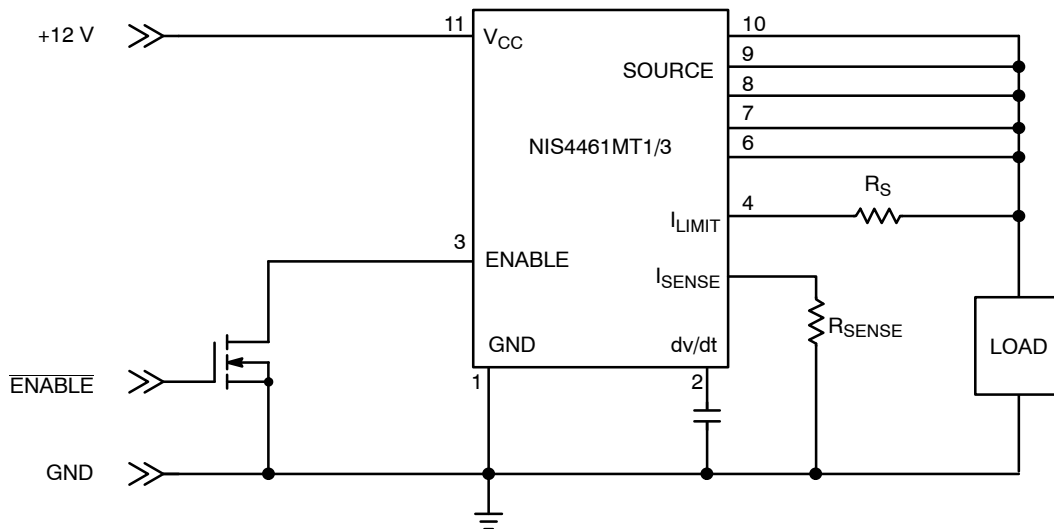 +12 V
11
V_CC
10
9
SOURCE
8
7
NIS4461MT1/3
6
R_S
4
I_LIMIT
3
ENABLE
I_SENSE
R_SENSE
GND
dv/dt
LOAD
ENABLE
1
2
GND